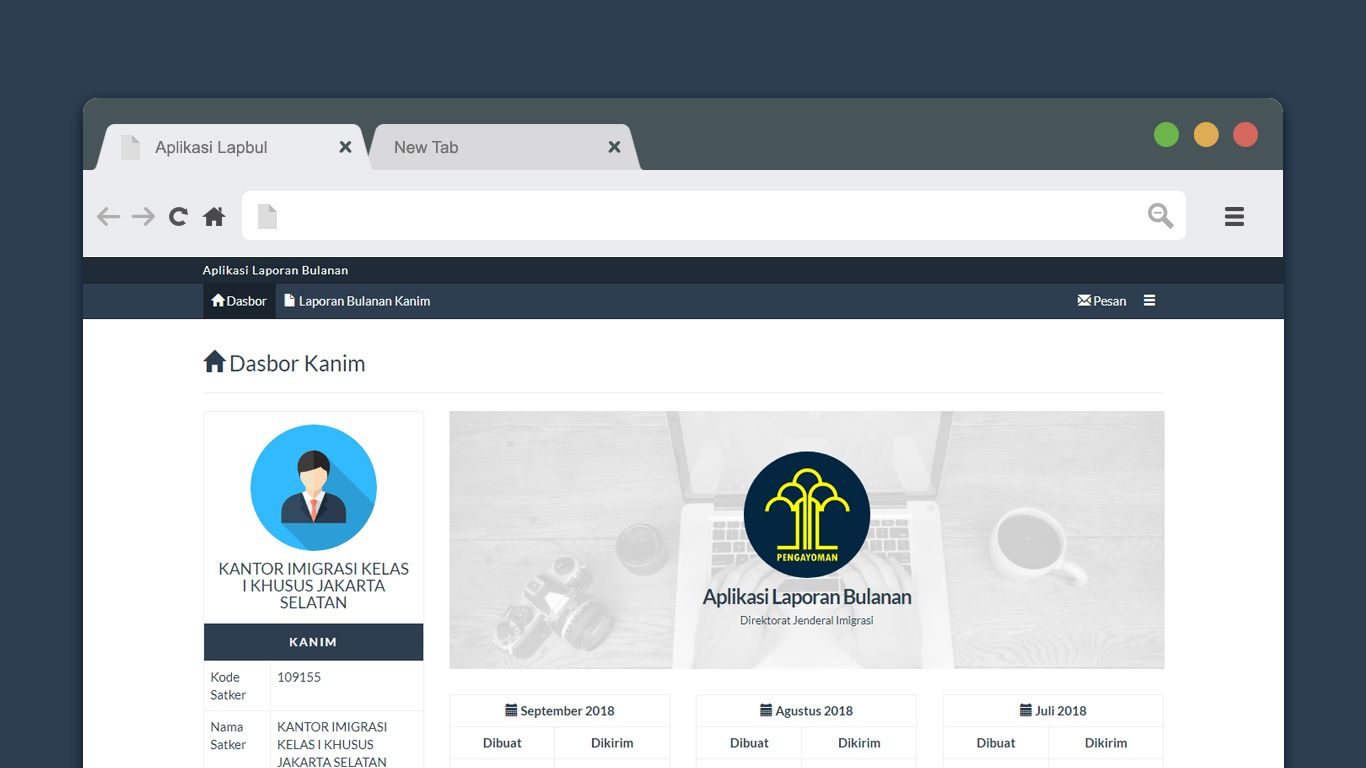 Aplikasi Lapbul
New Tab
Aplikasi Laporan Bulanan
Dasbor
Laporan Bulanan Kanim
Pesan
Dasbor Kanim
KANTOR IMIGRASI KELAS
I KHUSUS JAKARTA
SELATAN
KANIM
Kode
Satker
109155
Nama
Satker
KANTOR IMIGRASI
KELAS I KHUSUS
JAKARTA SELATAN
PENGAYOMAN
Aplikasi Laporan Bulanan
Direktorat Jenderal Imigrasi
September 2018
Dibuat
Dikirim
Agustus 2018
Dibuat
Dikirim
Juli 2018
Dibuat
Dikirim